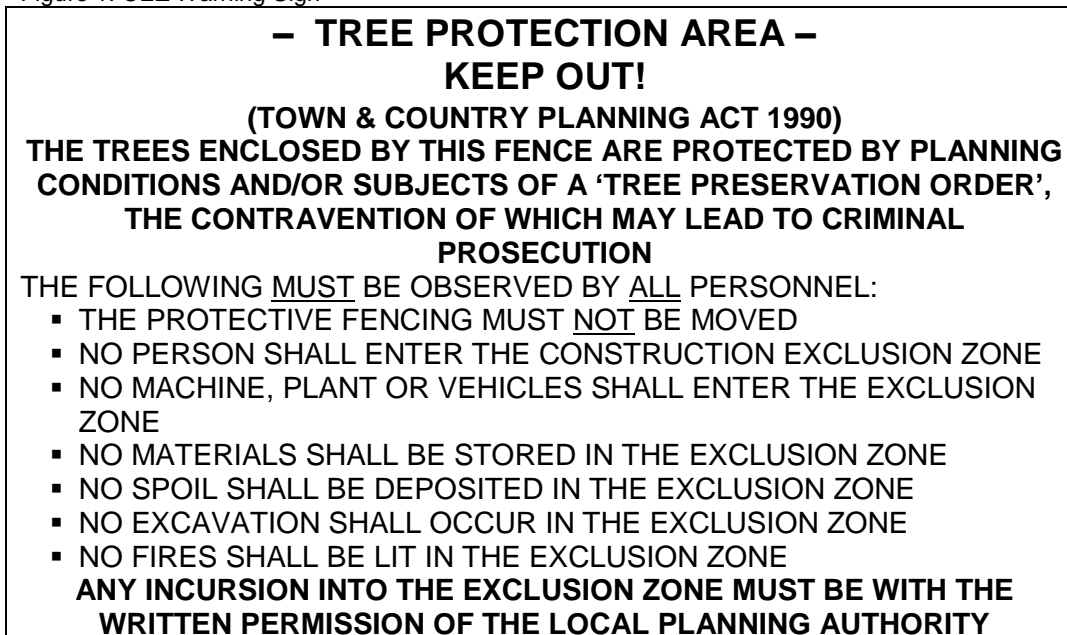 – TREE PROTECTION AREA –
KEEP OUT!
(TOWN & COUNTRY PLANNING ACT 1990)
THE TREES ENCLOSED BY THIS FENCE ARE PROTECTED BY PLANNING
CONDITIONS AND/OR SUBJECTS OF A ‘TREE PRESERVATION ORDER’,
THE CONTRAVENTION OF WHICH MAY LEAD TO CRIMINAL
PROSECUTION
THE FOLLOWING MUST BE OBSERVED BY ALL PERSONNEL:
▪ THE PROTECTIVE FENCING MUST NOT BE MOVED
▪ NO PERSON SHALL ENTER THE CONSTRUCTION EXCLUSION ZONE
▪ NO MACHINE, PLANT OR VEHICLES SHALL ENTER THE EXCLUSION
ZONE
▪ NO MATERIALS SHALL BE STORED IN THE EXCLUSION ZONE
▪ NO SPOIL SHALL BE DEPOSITED IN THE EXCLUSION ZONE
▪ NO EXCAVATION SHALL OCCUR IN THE EXCLUSION ZONE
▪ NO FIRES SHALL BE LIT IN THE EXCLUSION ZONE
ANY INCURSION INTO THE EXCLUSION ZONE MUST BE WITH THE
WRITTEN PERMISSION OF THE LOCAL PLANNING AUTHORITY